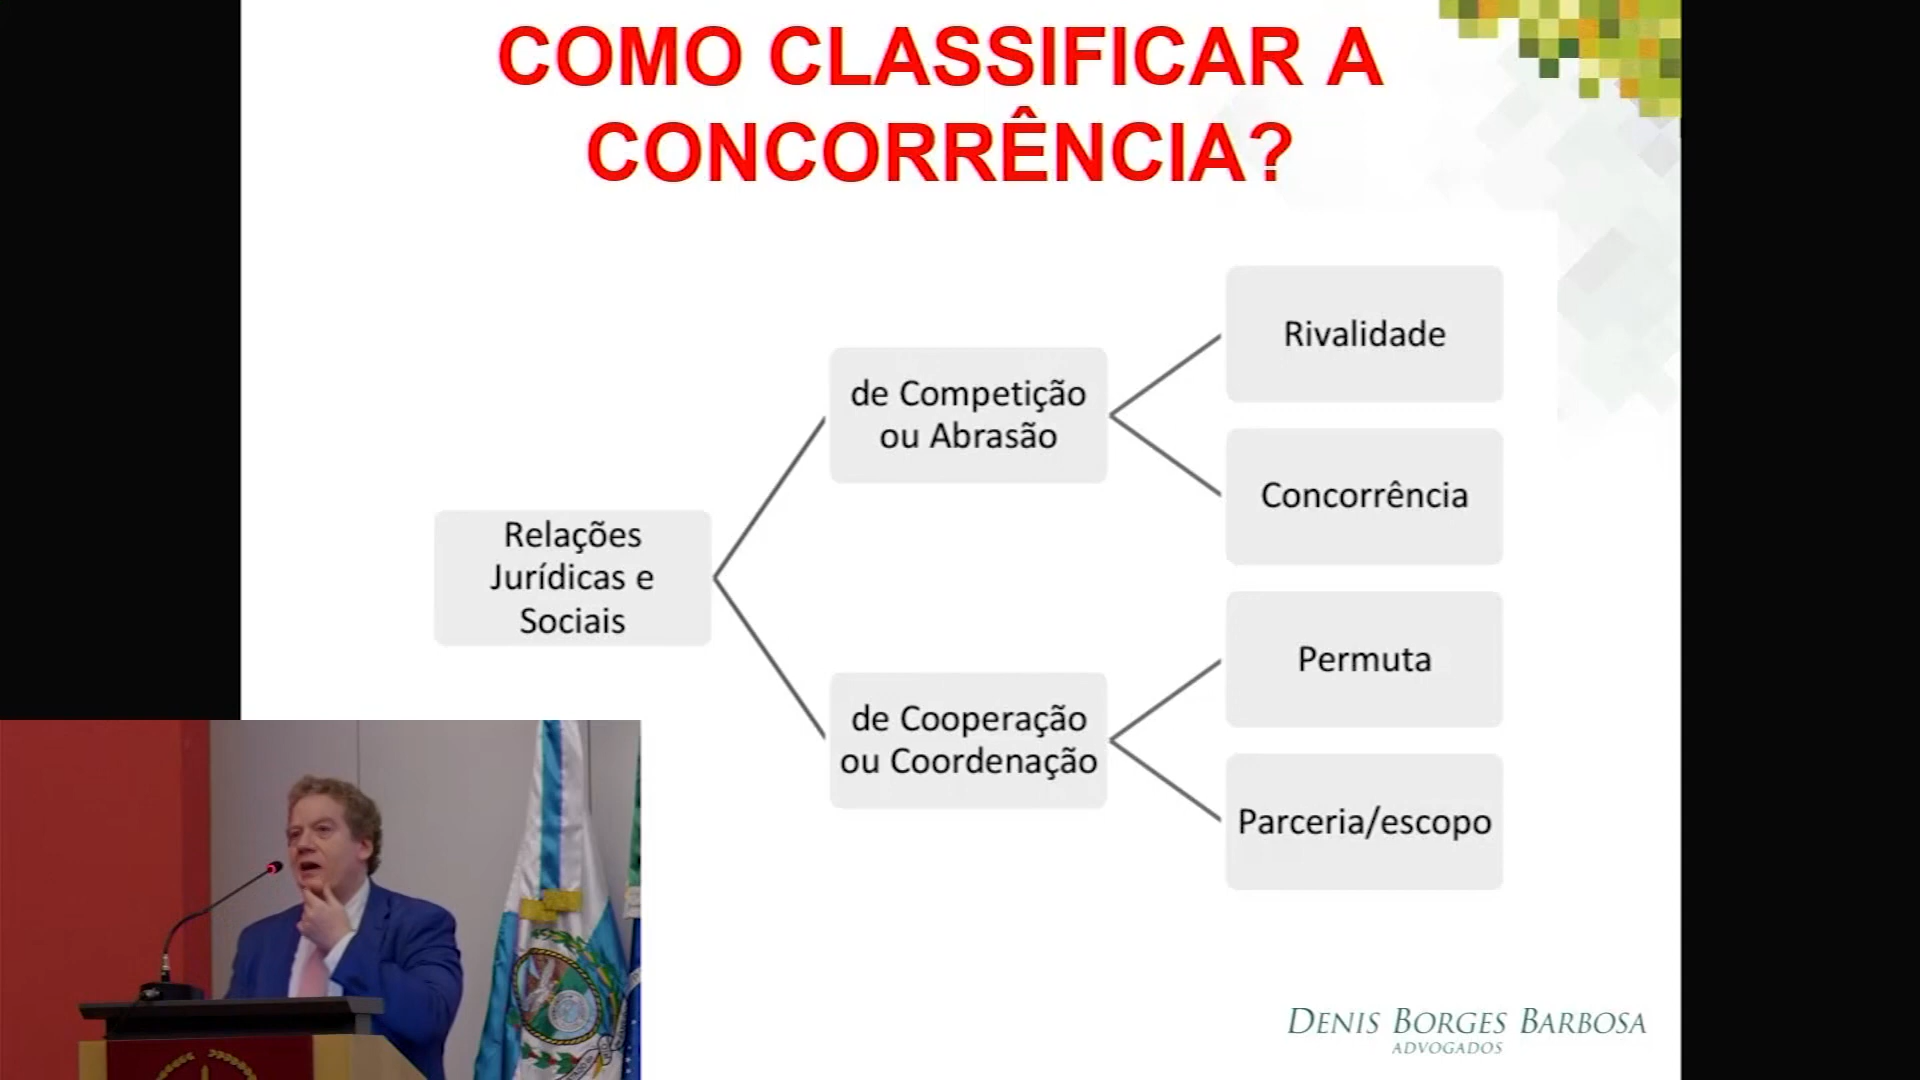 COMO CLASSIFICAR A
CONCORRÊNCIA?
Relações
Jurídicas e
Sociais
de Competição
ou Abrasão
Rivalidade
Concorrência
de Cooperação
ou Coordenação
Permuta
Parceria/escopo
DENIS BORGES BARBOSA
ADVOGADOS